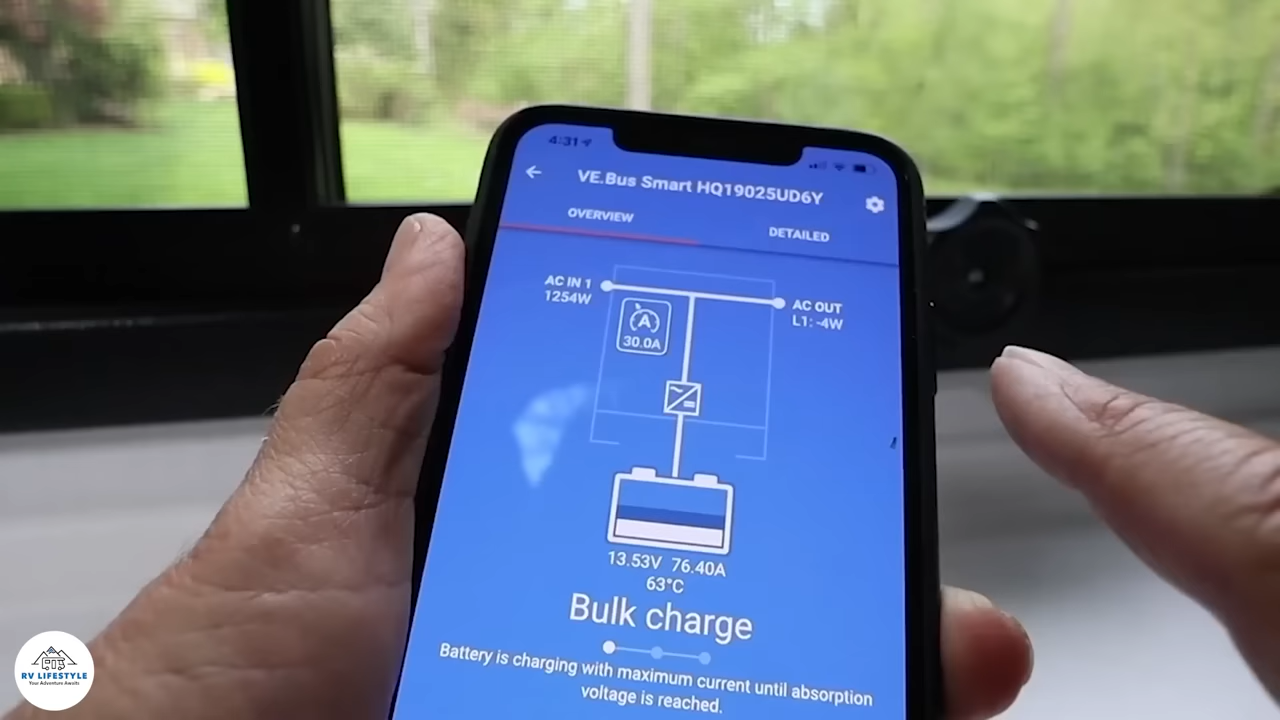 4:31
VE.Bus Smart HQ19025UD6Y
OVERVIEW
DETAILED
AC IN 1
1254W
A
30.0A
AC OUT
L1: -4W
13.53V 76.40A
63°C
Bulk charge
Battery is charging with maximum current until absorption
voltage is reached.
RV LIFESTYLE
Your Adventure Awaits